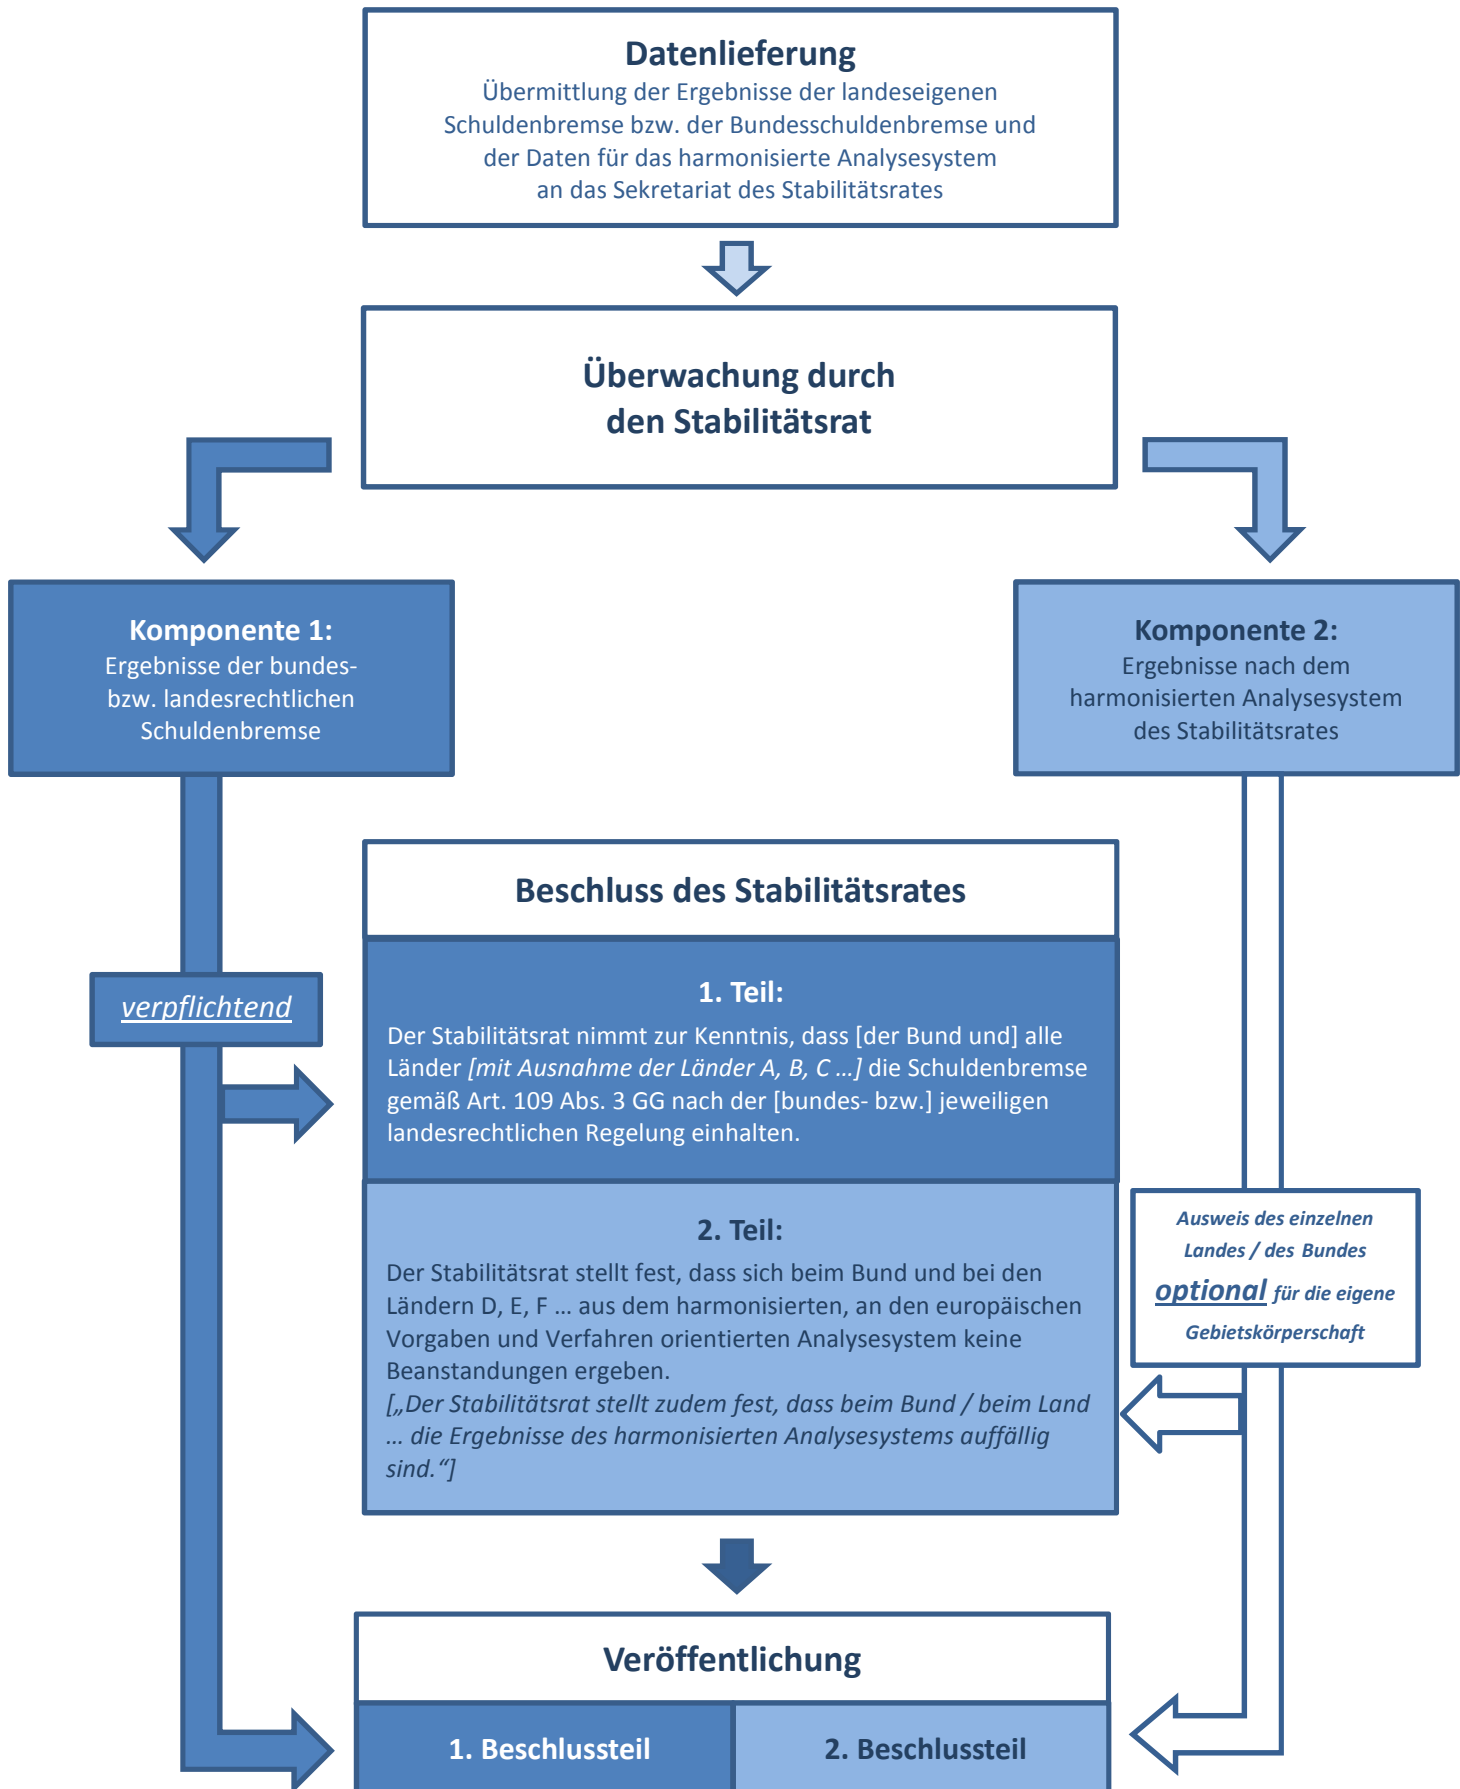 Datenlieferung
Übermittlung der Ergebnisse der landeseigenen
Schuldenbremse bzw. der Bundesschuldenbremse und
der Daten für das harmonisierte Analysesystem
an das Sekretariat des Stabilitätsrates
Überwachung durch
den Stabilitätsrat
Komponente 1:
Ergebnisse der bundes-
bzw. landesrechtlichen
Schuldenbremse
Komponente 2:
Ergebnisse nach dem
harmonisierten Analysesystem
des Stabilitätsrates
Beschluss des Stabilitätsrates
verpflichtend
1. Teil:
Der Stabilitätsrat nimmt zur Kenntnis, dass [der Bund und] alle
Länder [mit Ausnahme der Länder A, B, C …] die Schuldenbremse
gemäß Art. 109 Abs. 3 GG nach der [bundes- bzw.] jeweiligen
landesrechtlichen Regelung einhalten.
2. Teil:
Der Stabilitätsrat stellt fest, dass sich beim Bund und bei den
Ländern D, E, F … aus dem harmonisierten, an den europäischen
Vorgaben und Verfahren orientierten Analysesystem keine
Beanstandungen ergeben.
[„Der Stabilitätsrat stellt zudem fest, dass beim Bund / beim Land
… die Ergebnisse des harmonisierten Analysesystems auffällig
sind.“]
Ausweis des einzelnen
Landes / des Bundes
optional für die eigene
Gebietskörperschaft
Veröffentlichung
1. Beschlussteil
2. Beschlussteil